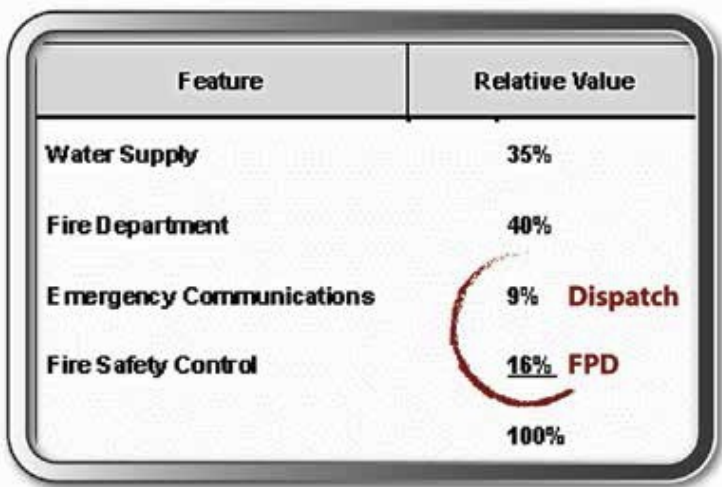 Feature Relative Value
Water Supply 35%
Fire Department 40%
Emergency Communications 9% Dispatch
Fire Safety Control 16% FPD
100%